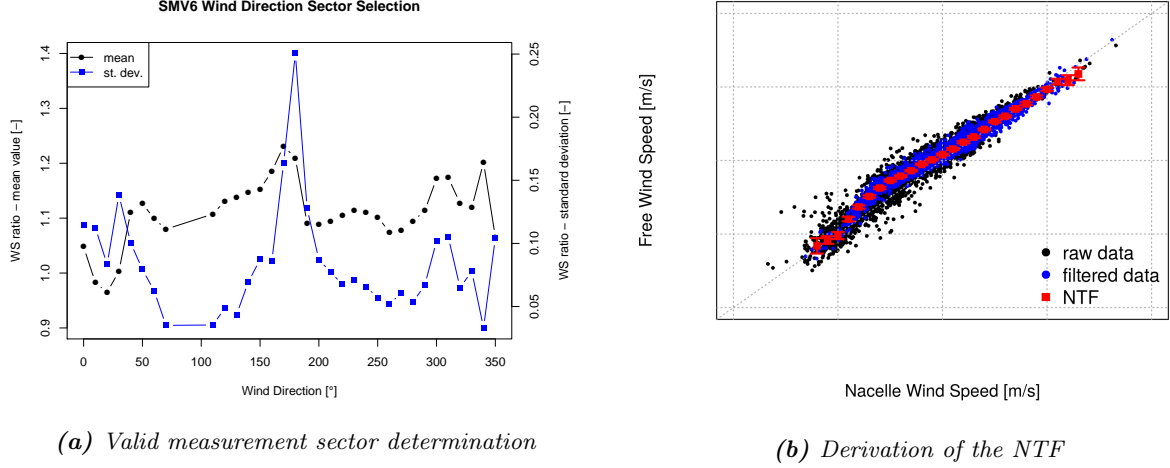 SMV6 Wind Direction Sector Selection
mean
st. dev.
WS ratio – mean value [–]
0.9 1.0 1.1 1.2 1.3 1.4
WS ratio – standard deviation [–]
0.05 0.10 0.15 0.20 0.25
0 50 100 150 200 250 300 350
Wind Direction [°]
(a) Valid measurement sector determination
Free Wind Speed [m/s]
raw data
filtered data
NTF
Nacelle Wind Speed [m/s]
(b) Derivation of the NTF